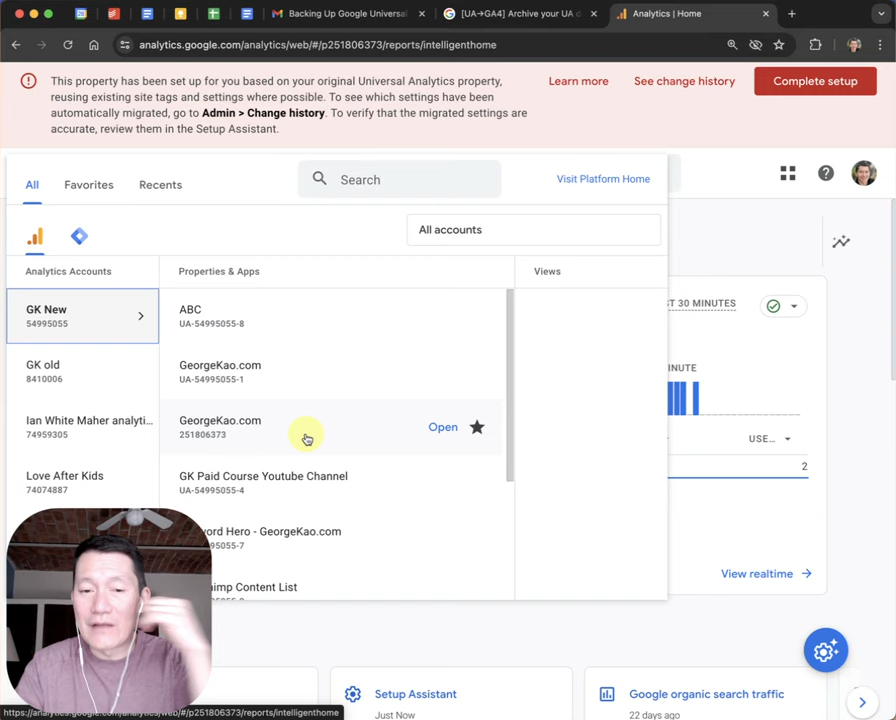 Backing Up Google Universal
[UA→GA4] Archive your UA d
Analytics | Home
analytics.google.com/analytics/web/#/p251806373/reports/intelligenthome
This property has been set up for you based on your original Universal Analytics property,
reusing existing site tags and settings where possible. To see which settings have been
automatically migrated, go to Admin > Change history. To verify that the migrated settings are
accurate, review them in the Setup Assistant.
Learn more
See change history
Complete setup
All
Favorites
Recents
Search
Visit Platform Home
All accounts
Analytics Accounts
Properties & Apps
Views
GK New
54995055
GK old
8410006
Ian White Maher analyti...
74959305
Love After Kids
74074887
ABC
UA-54995055-8
GeorgeKao.com
UA-54995055-1
GeorgeKao.com
251806373
Open
GK Paid Course Youtube Channel
UA-54995055-4
word Hero - GeorgeKao.com
55055-7
imp Content List
ST 30 MINUTES
INUTE
USE...
2
View realtime
Setup Assistant
Just Now
Google organic search traffic
22 days ago
https://analytics.google.com/analytics/web/#/p251806373/reports/intelligenthome